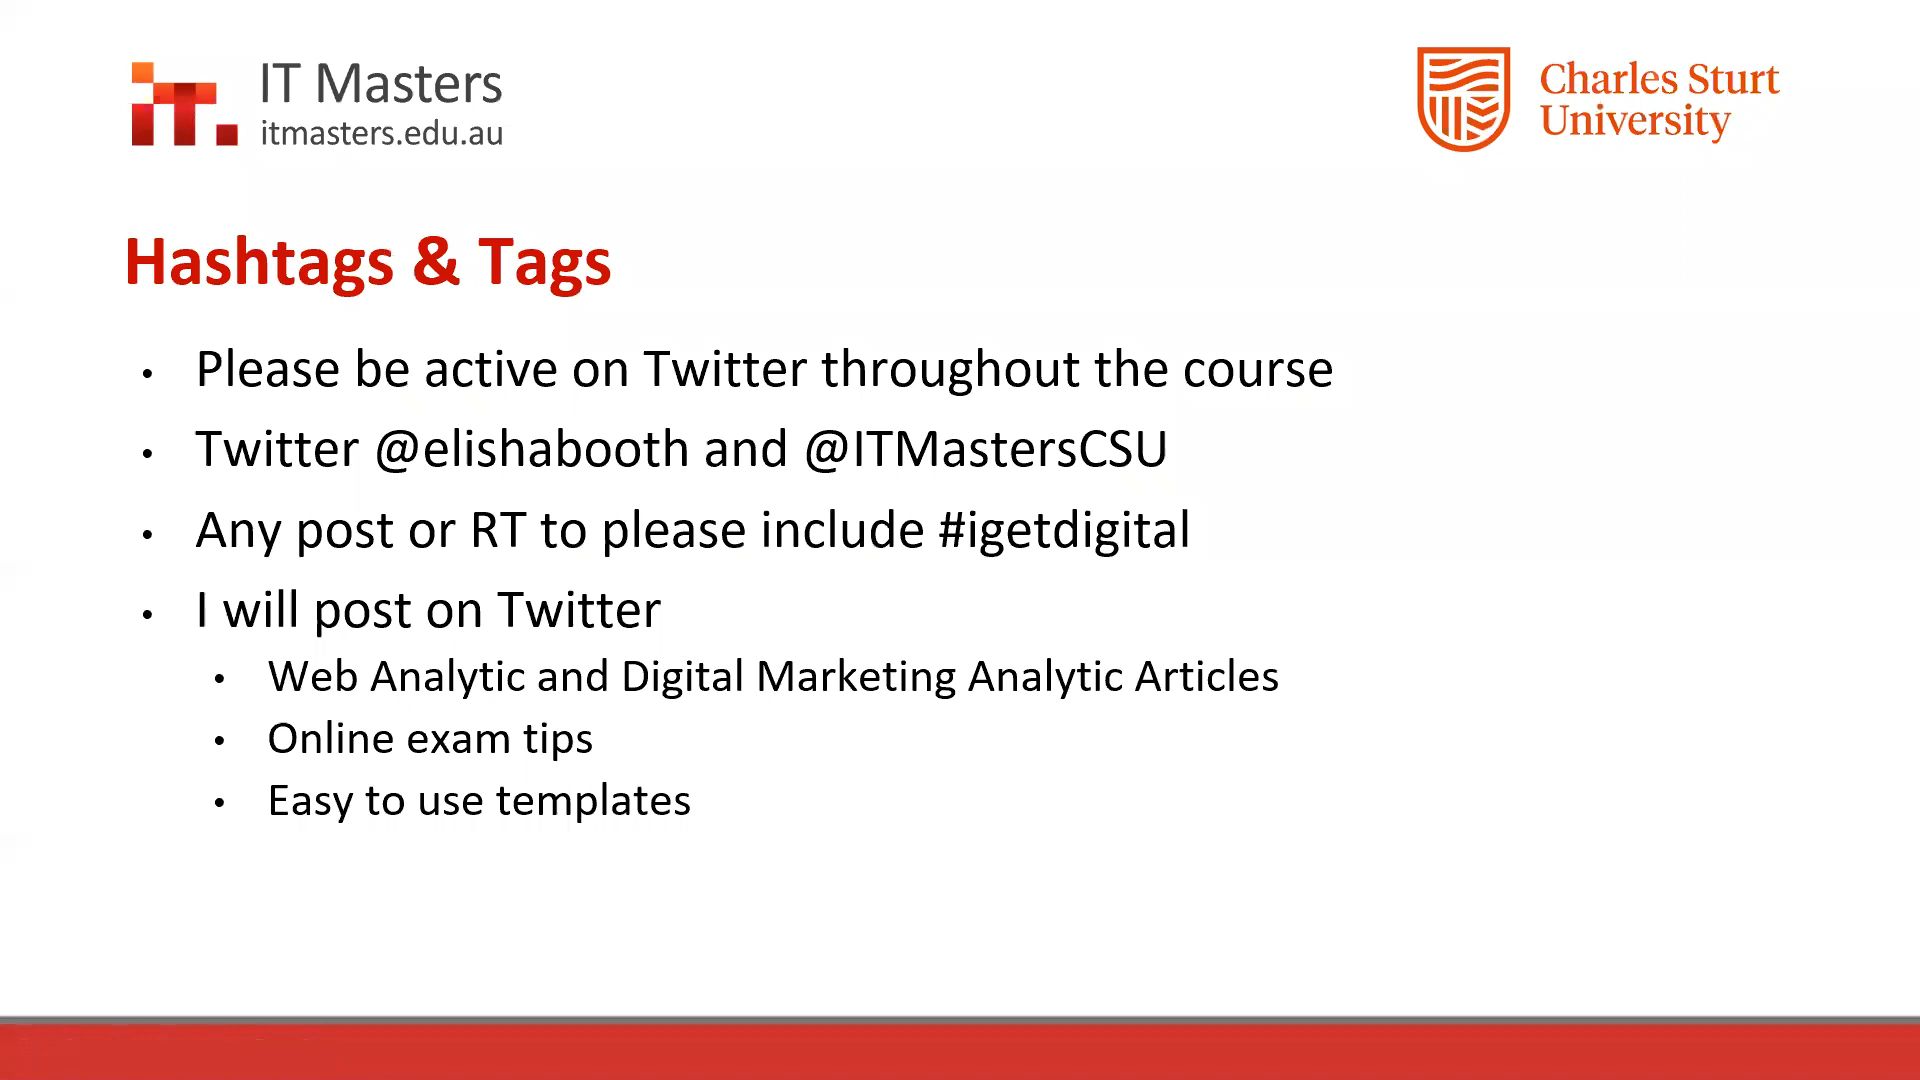 IT Masters
itmasters.edu.au
Charles Sturt
University
Hashtags & Tags
• Please be active on Twitter throughout the course
• Twitter @elishabooth and @ITMastersCSU
• Any post or RT to please include #igetdigital
• I will post on Twitter
• Web Analytic and Digital Marketing Analytic Articles
• Online exam tips
• Easy to use templates